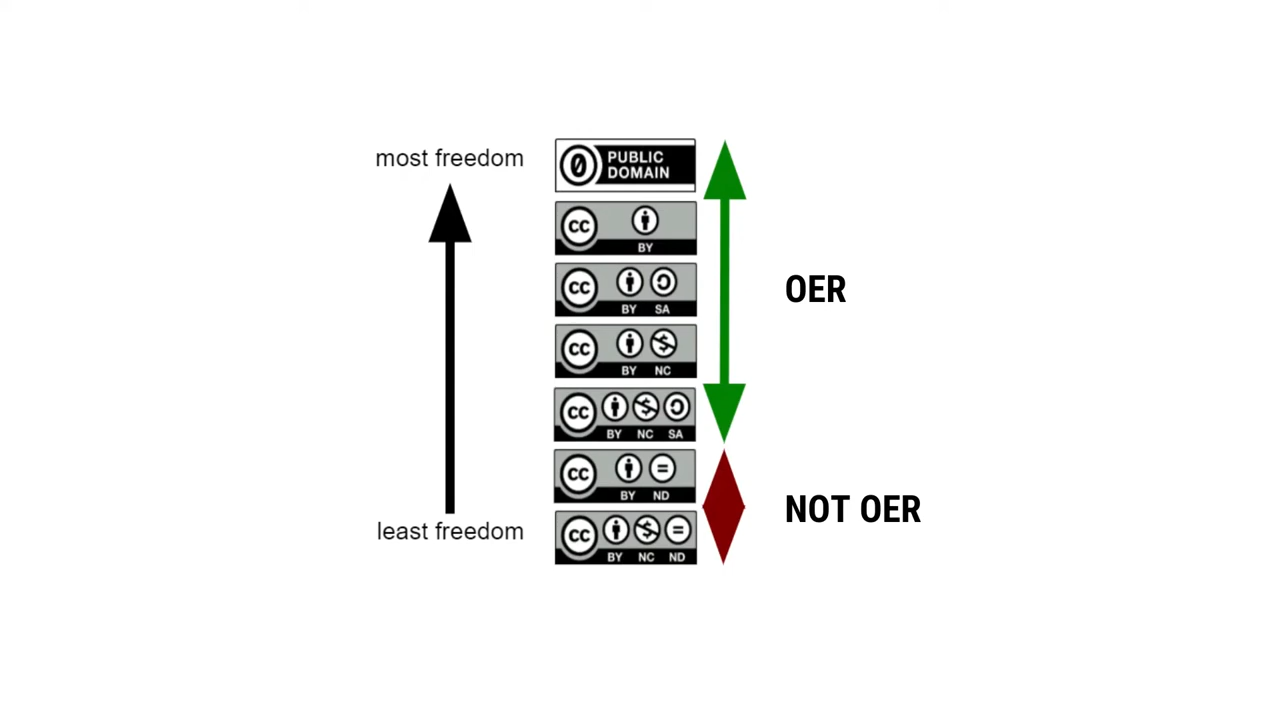 most freedom
least freedom
0 PUBLIC
DOMAIN
cc
BY
cc
BY SA
cc
BY NC
cc
BY NC SA
cc
BY ND
cc
BY NC ND
OER
NOT OER